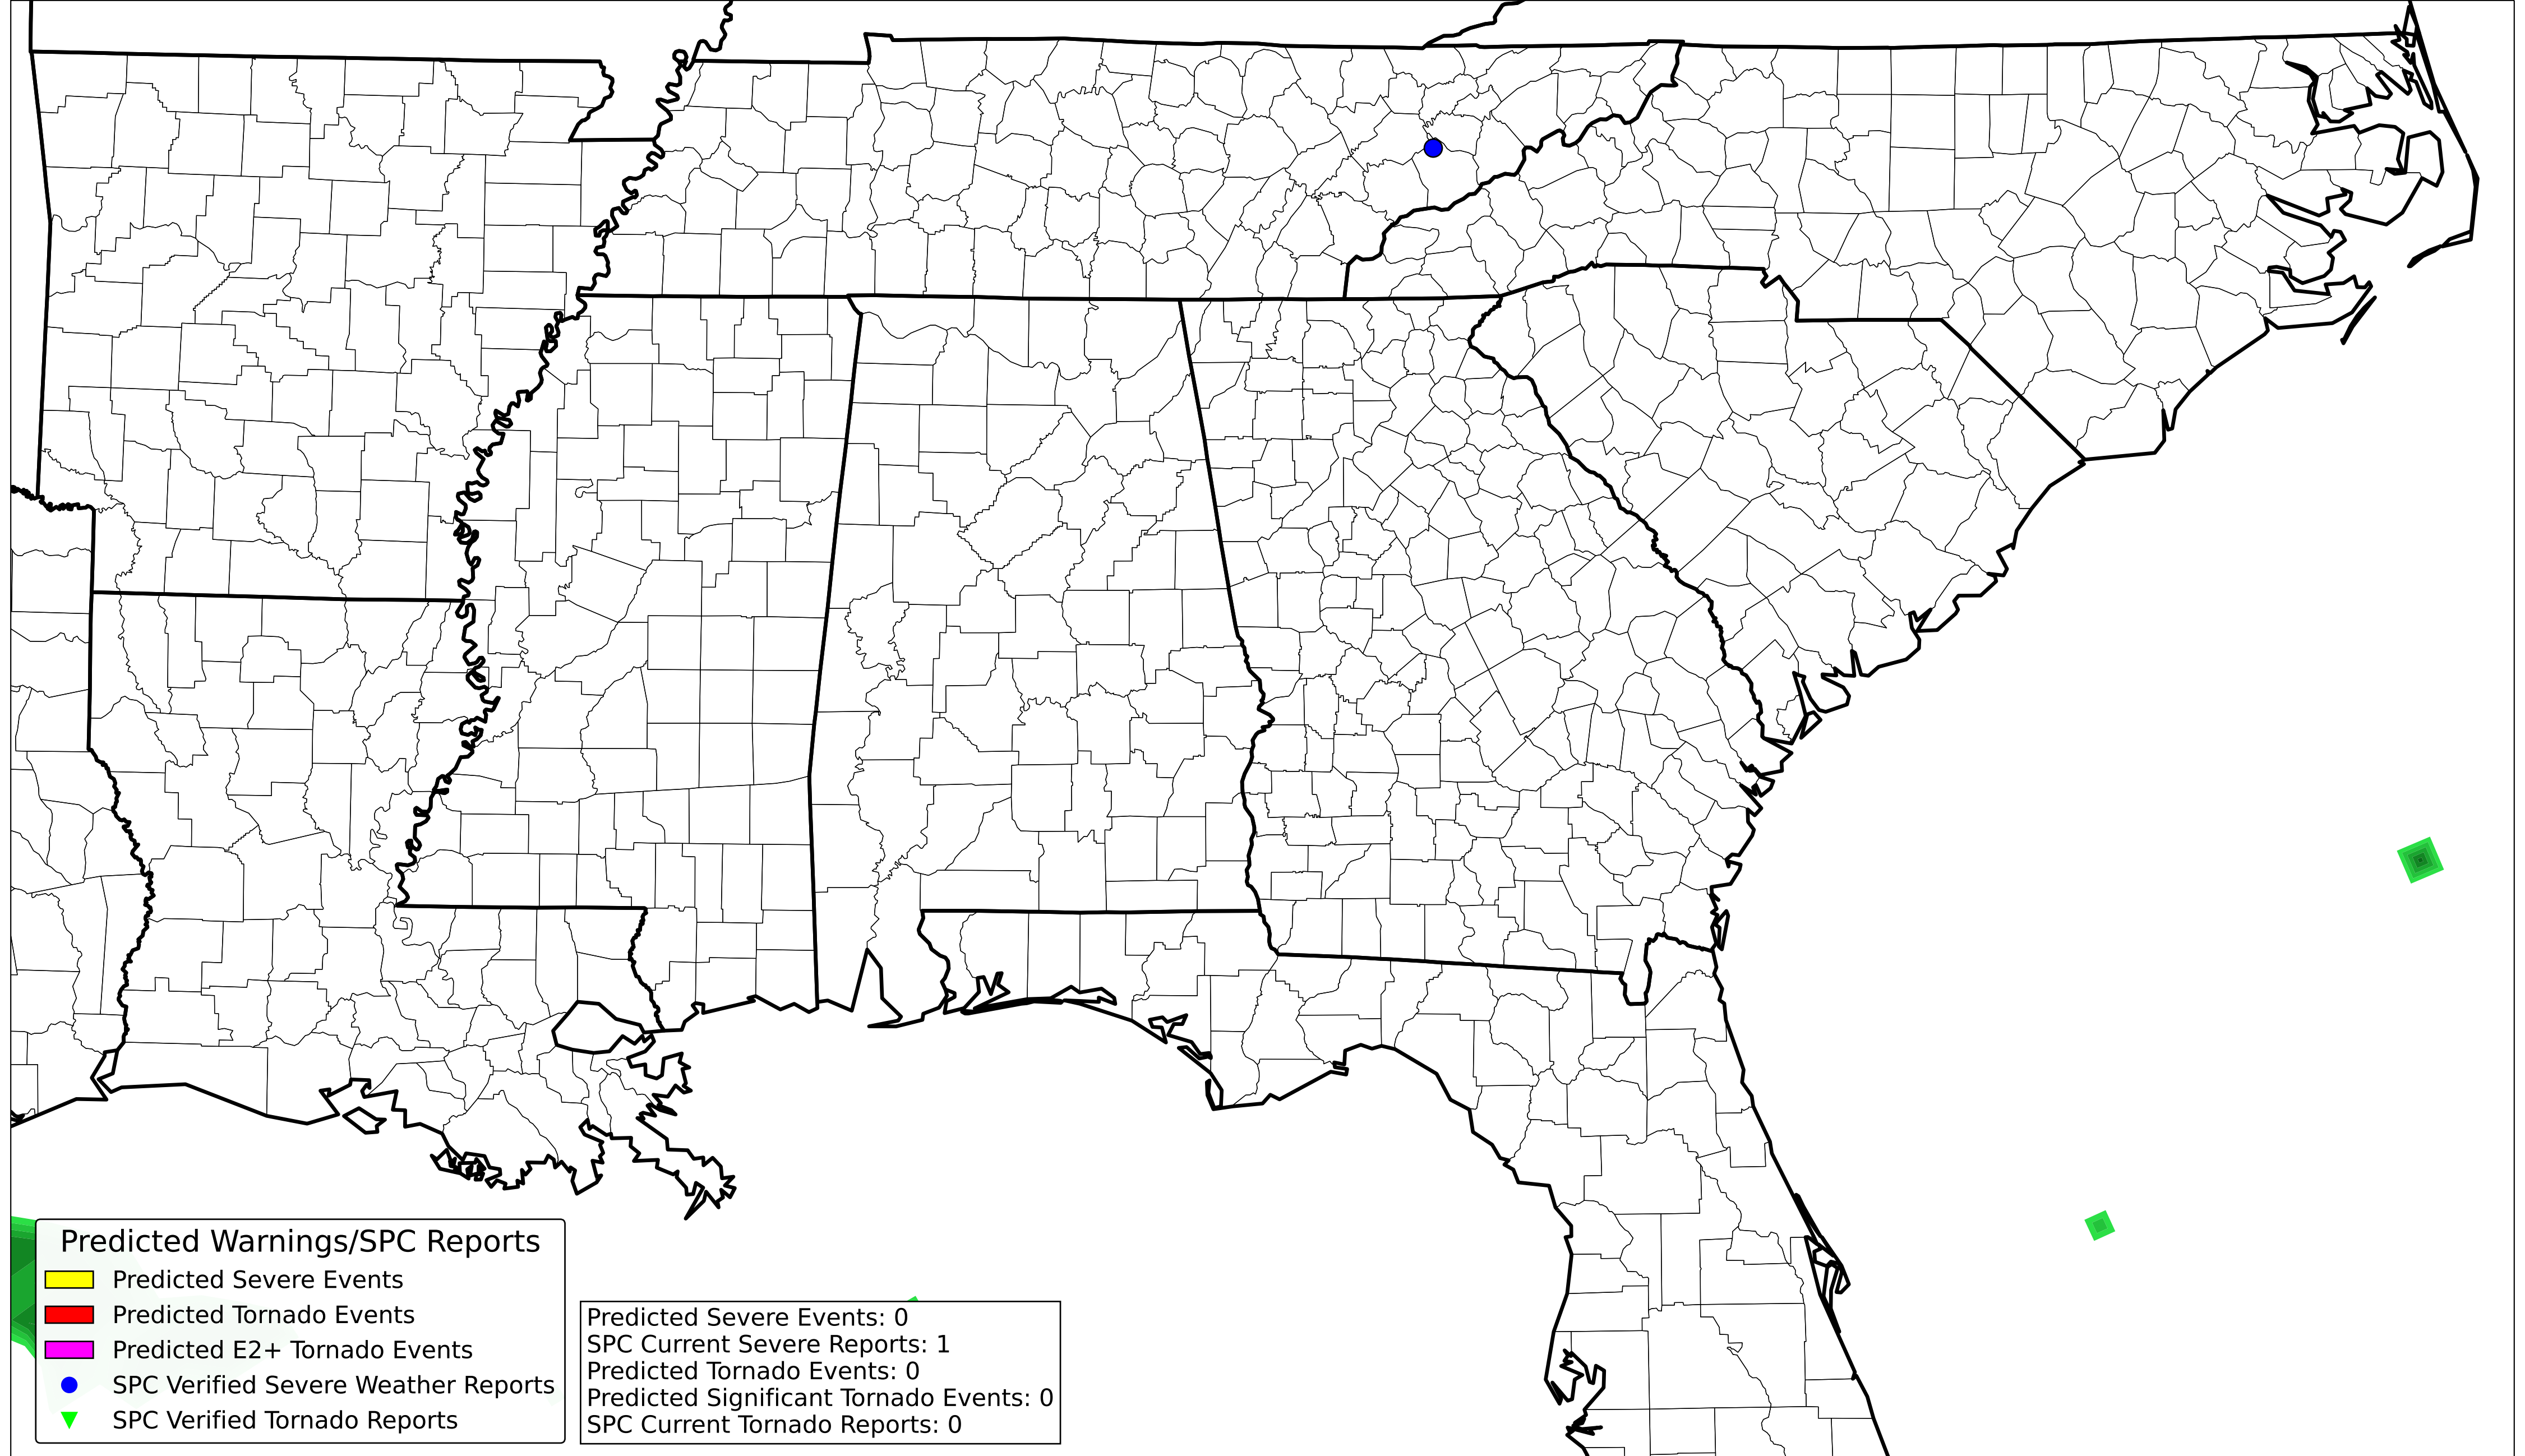 Predicted Warnings/SPC Reports
Predicted Severe Events
Predicted Tornado Events
Predicted E2+ Tornado Events
SPC Verified Severe Weather Reports
SPC Verified Tornado Reports
Predicted Severe Events: 0
SPC Current Severe Reports: 1
Predicted Tornado Events: 0
Predicted Significant Tornado Events: 0
SPC Current Tornado Reports: 0